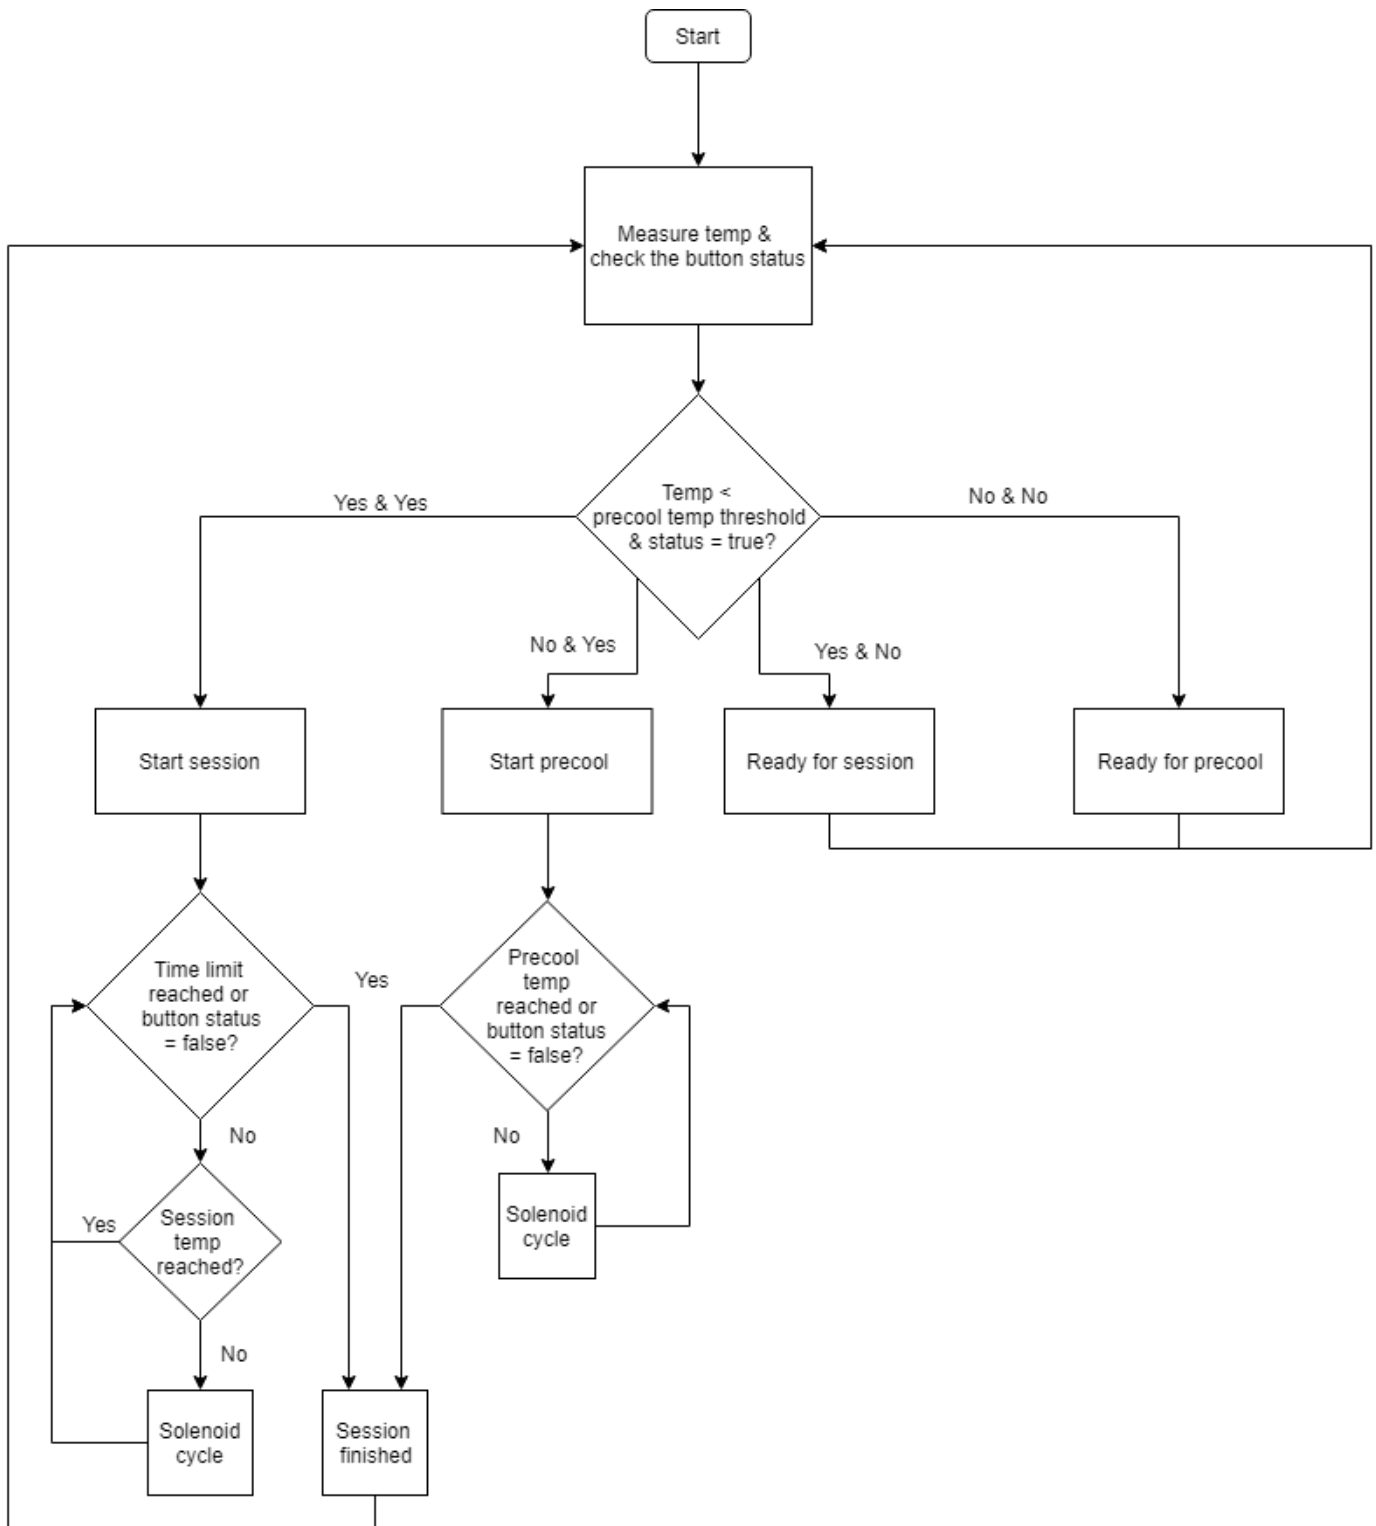 Start
Measure temp &
check the button status
Temp <
precool temp threshold
& status = true?
Yes & Yes
No & No
No & Yes
Yes & No
Start session
Start precool
Ready for session
Ready for precool
Time limit
reached or
button status
= false?
Yes
Precool
temp
reached or
button status
= false?
No
No
Session
temp
reached?
Yes
Solenoid
cycle
No
Solenoid
cycle
Session
finished